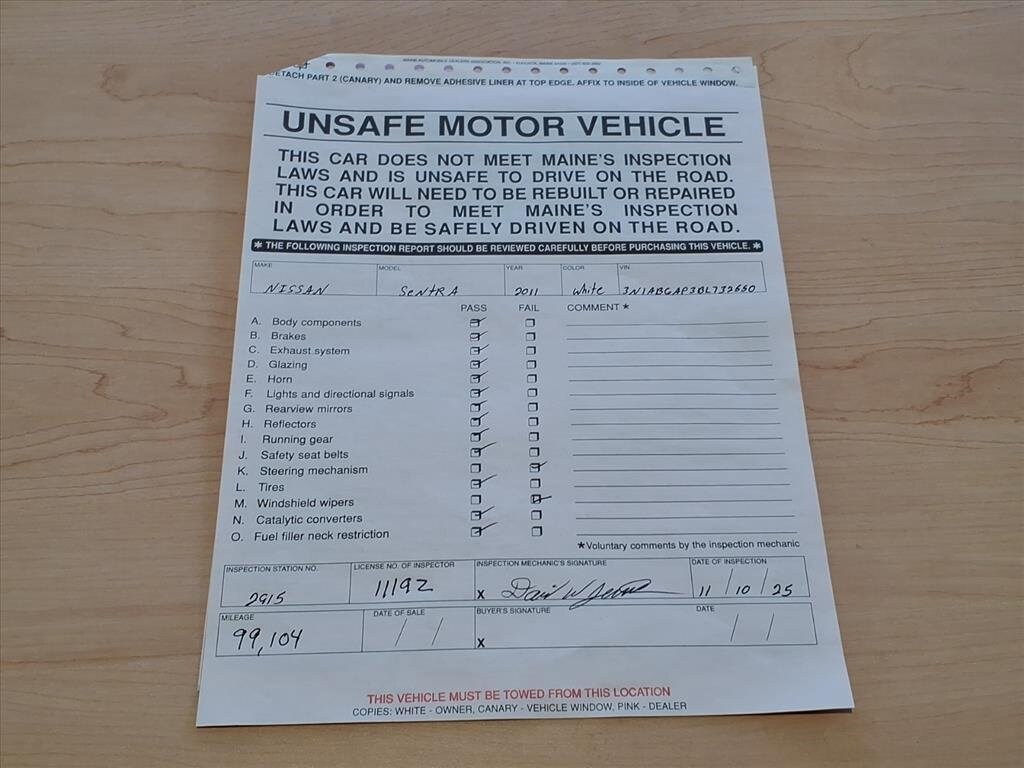 DETACH PART 2 (CANARY) AND REMOVE ADHESIVE LINER AT TOP EDGE. AFFIX TO INSIDE OF VEHICLE WINDOW.
UNSAFE MOTOR VEHICLE
THIS CAR DOES NOT MEET MAINE'S INSPECTION
LAWS AND IS UNSAFE TO DRIVE ON THE ROAD.
THIS CAR WILL NEED TO BE REBUILT OR REPAIRED
IN ORDER TO MEET MAINE'S INSPECTION
LAWS AND BE SAFELY DRIVEN ON THE ROAD.
* THE FOLLOWING INSPECTION REPORT SHOULD BE REVIEWED CAREFULLY BEFORE PURCHASING THIS VEHICLE. *
MAKE MODEL YEAR COLOR VIN
NISSAN SENTRA 2011 White 3N1AB6AP3BL732650
PASS FAIL COMMENT *
A. Body components
B. Brakes
C. Exhaust system
D. Glazing
E. Horn
F. Lights and directional signals
G. Rearview mirrors
H. Reflectors
I. Running gear
J. Safety seat belts
K. Steering mechanism
L. Tires
M. Windshield wipers
N. Catalytic converters
O. Fuel filler neck restriction
*Voluntary comments by the inspection mechanic
INSPECTION STATION NO. LICENSE NO. OF INSPECTOR INSPECTION MECHANIC'S SIGNATURE DATE OF INSPECTION
2915 11192 X David W 11 / 10 / 25
MILEAGE DATE OF SALE BUYER'S SIGNATURE DATE
99,104 / / X / /
THIS VEHICLE MUST BE TOWED FROM THIS LOCATION
COPIES: WHITE - OWNER, CANARY - VEHICLE WINDOW, PINK - DEALER